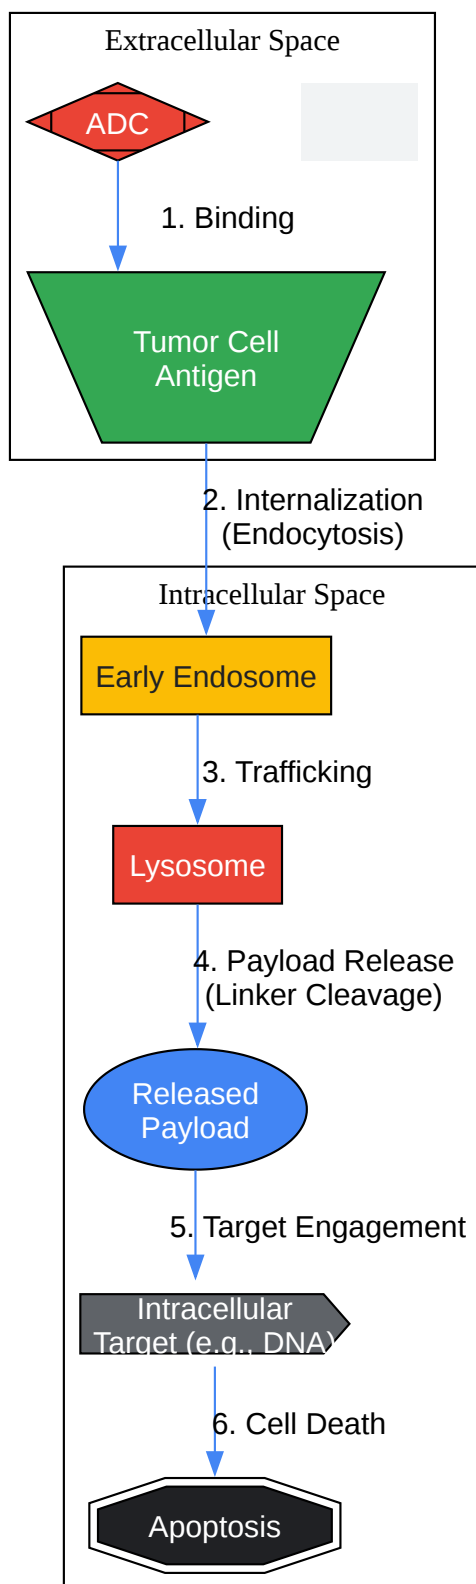 Extracellular Space
ADC
1. Binding
Tumor Cell
Antigen
2. Internalization
(Endocytosis)
Intracellular Space
Early Endosome
3. Trafficking
Lysosome
4. Payload Release
(Linker Cleavage)
Released
Payload
5. Target Engagement
Intracellular
Target (e.g., DNA)
6. Cell Death
Apoptosis